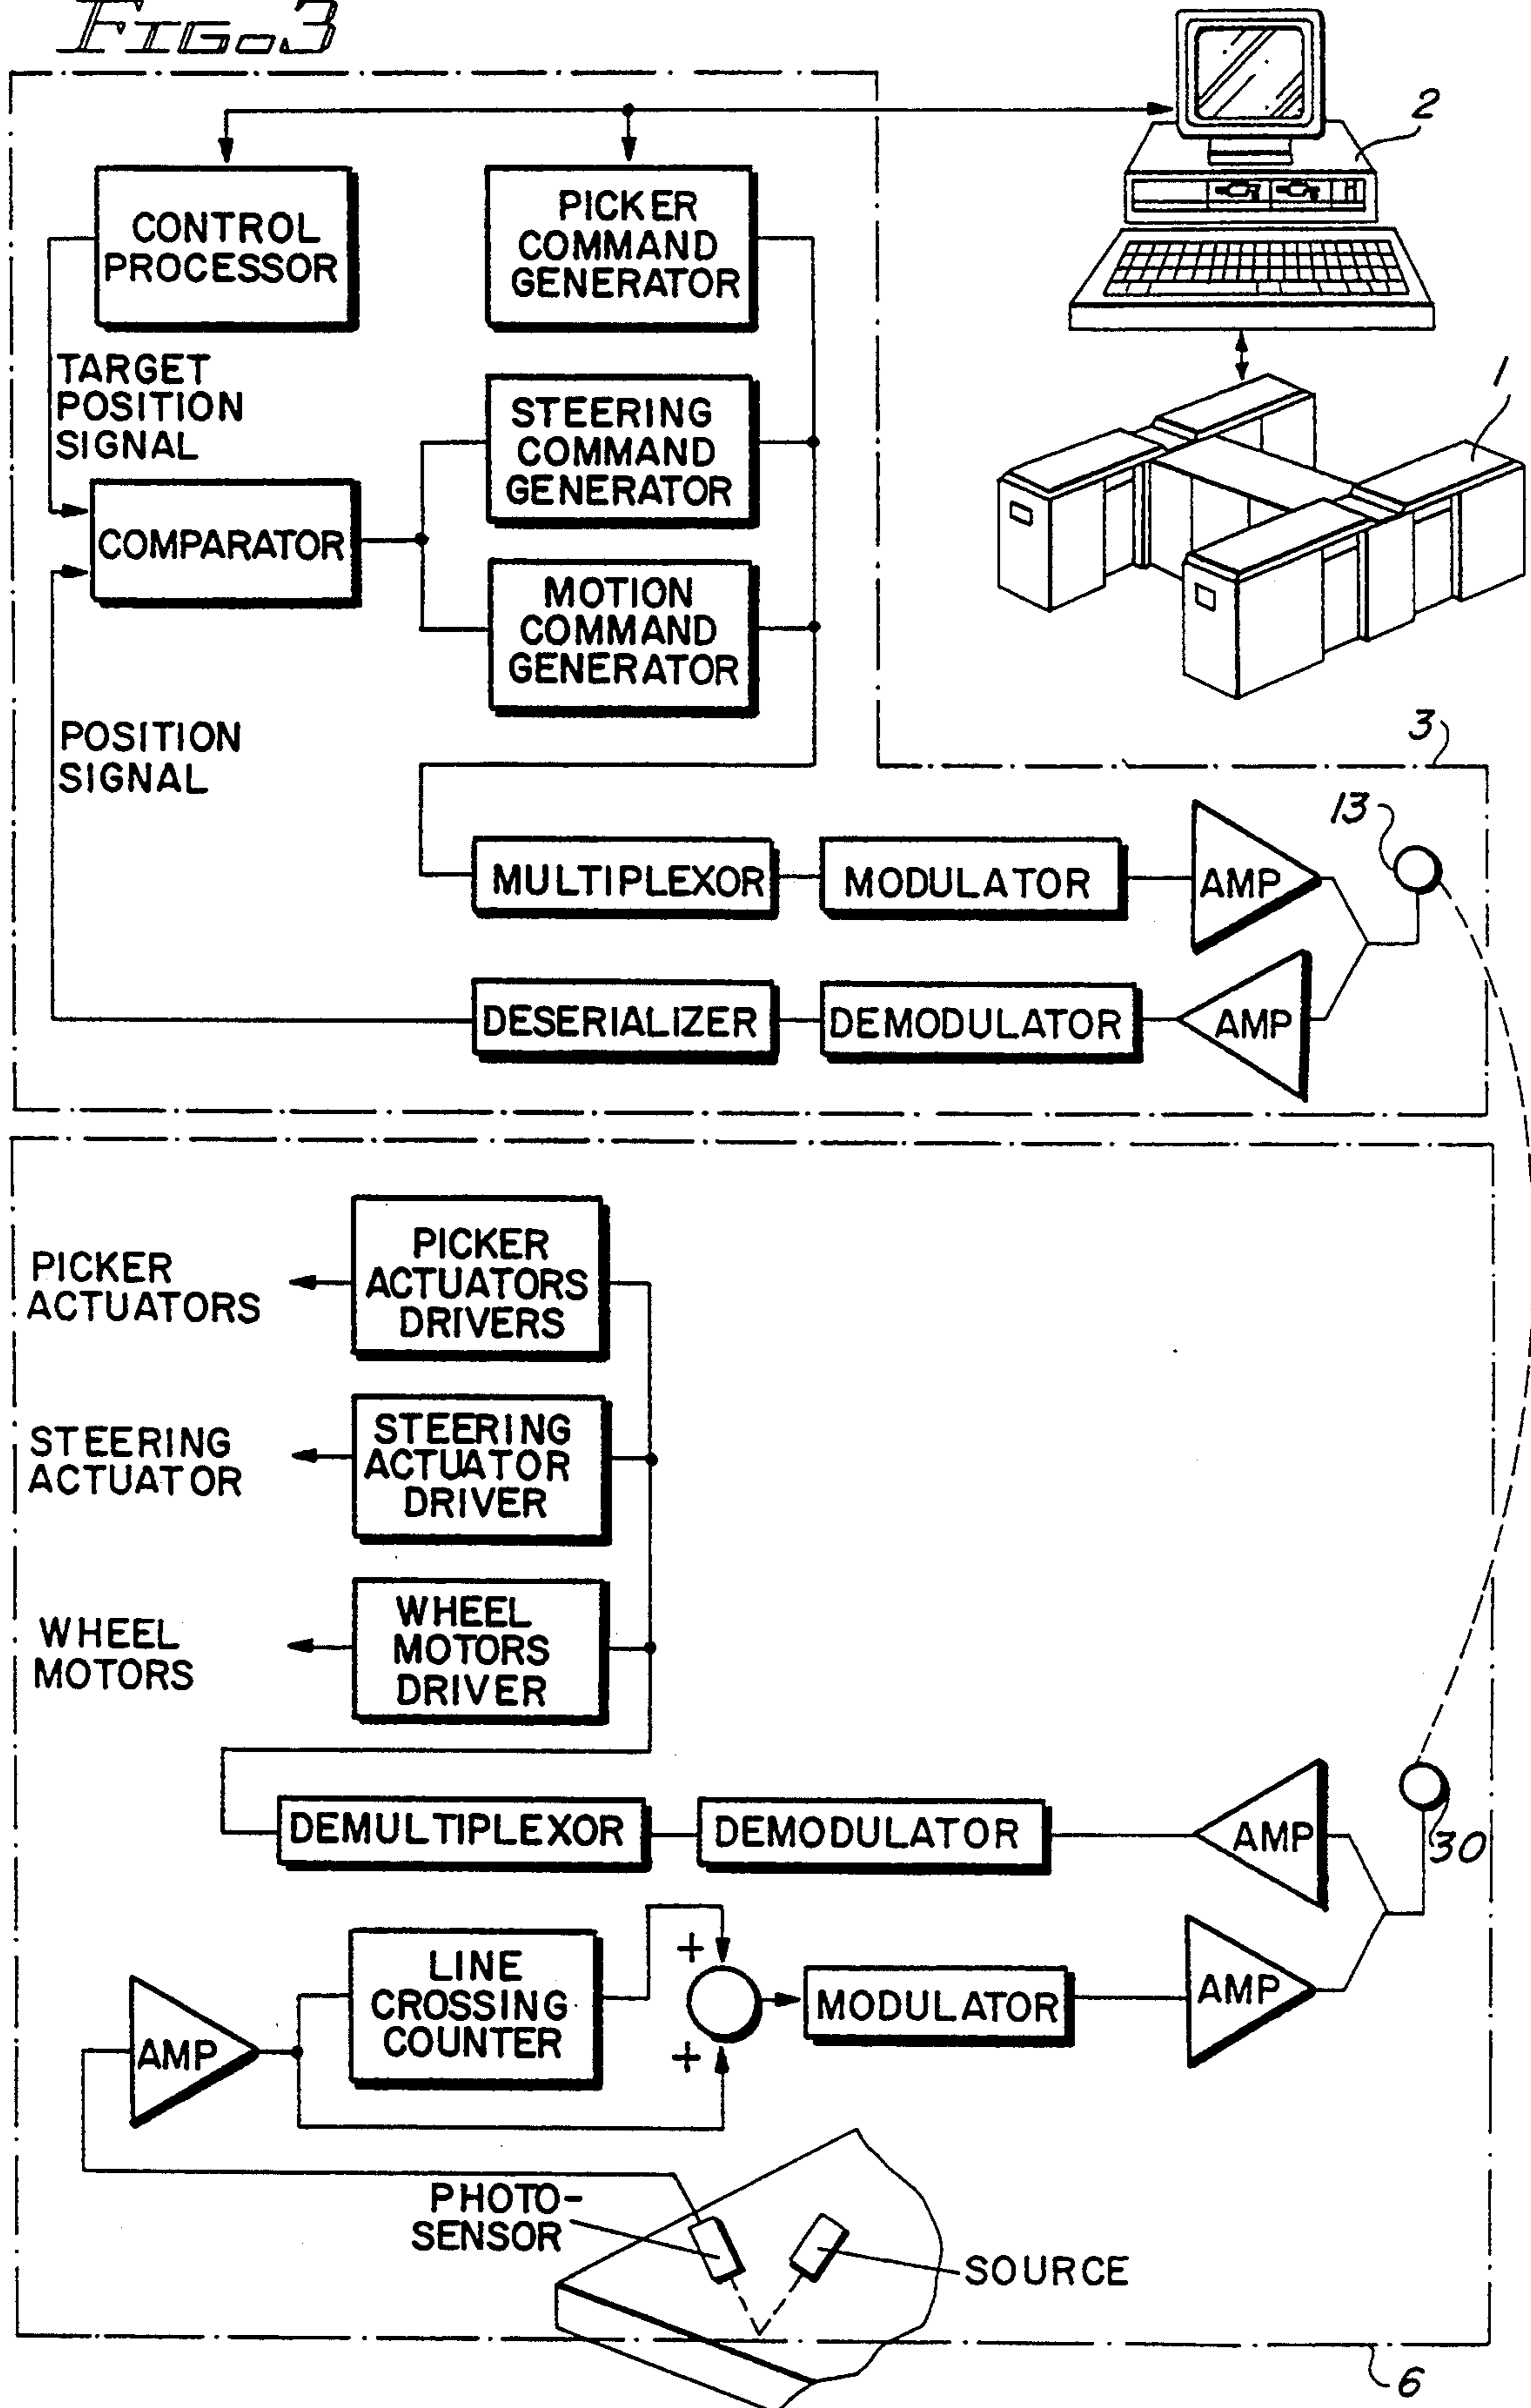 FIG. 3
2
CONTROL
PROCESSOR
PICKER
COMMAND
GENERATOR
TARGET
POSITION
SIGNAL
STEERING
COMMAND
GENERATOR
1
COMPARATOR
MOTION
COMMAND
GENERATOR
POSITION
SIGNAL
3
13
MULTIPLEXOR
MODULATOR
AMP
DESERIALIZER
DEMODULATOR
AMP
PICKER
ACTUATORS
PICKER
ACTUATORS
DRIVERS
STEERING
ACTUATOR
STEERING
ACTUATOR
DRIVER
WHEEL
MOTORS
WHEEL
MOTORS
DRIVER
DEMULTIPLEXOR
DEMODULATOR
AMP
30
AMP
LINE
CROSSING
COUNTER
+
+
MODULATOR
AMP
PHOTO-
SENSOR
SOURCE
6